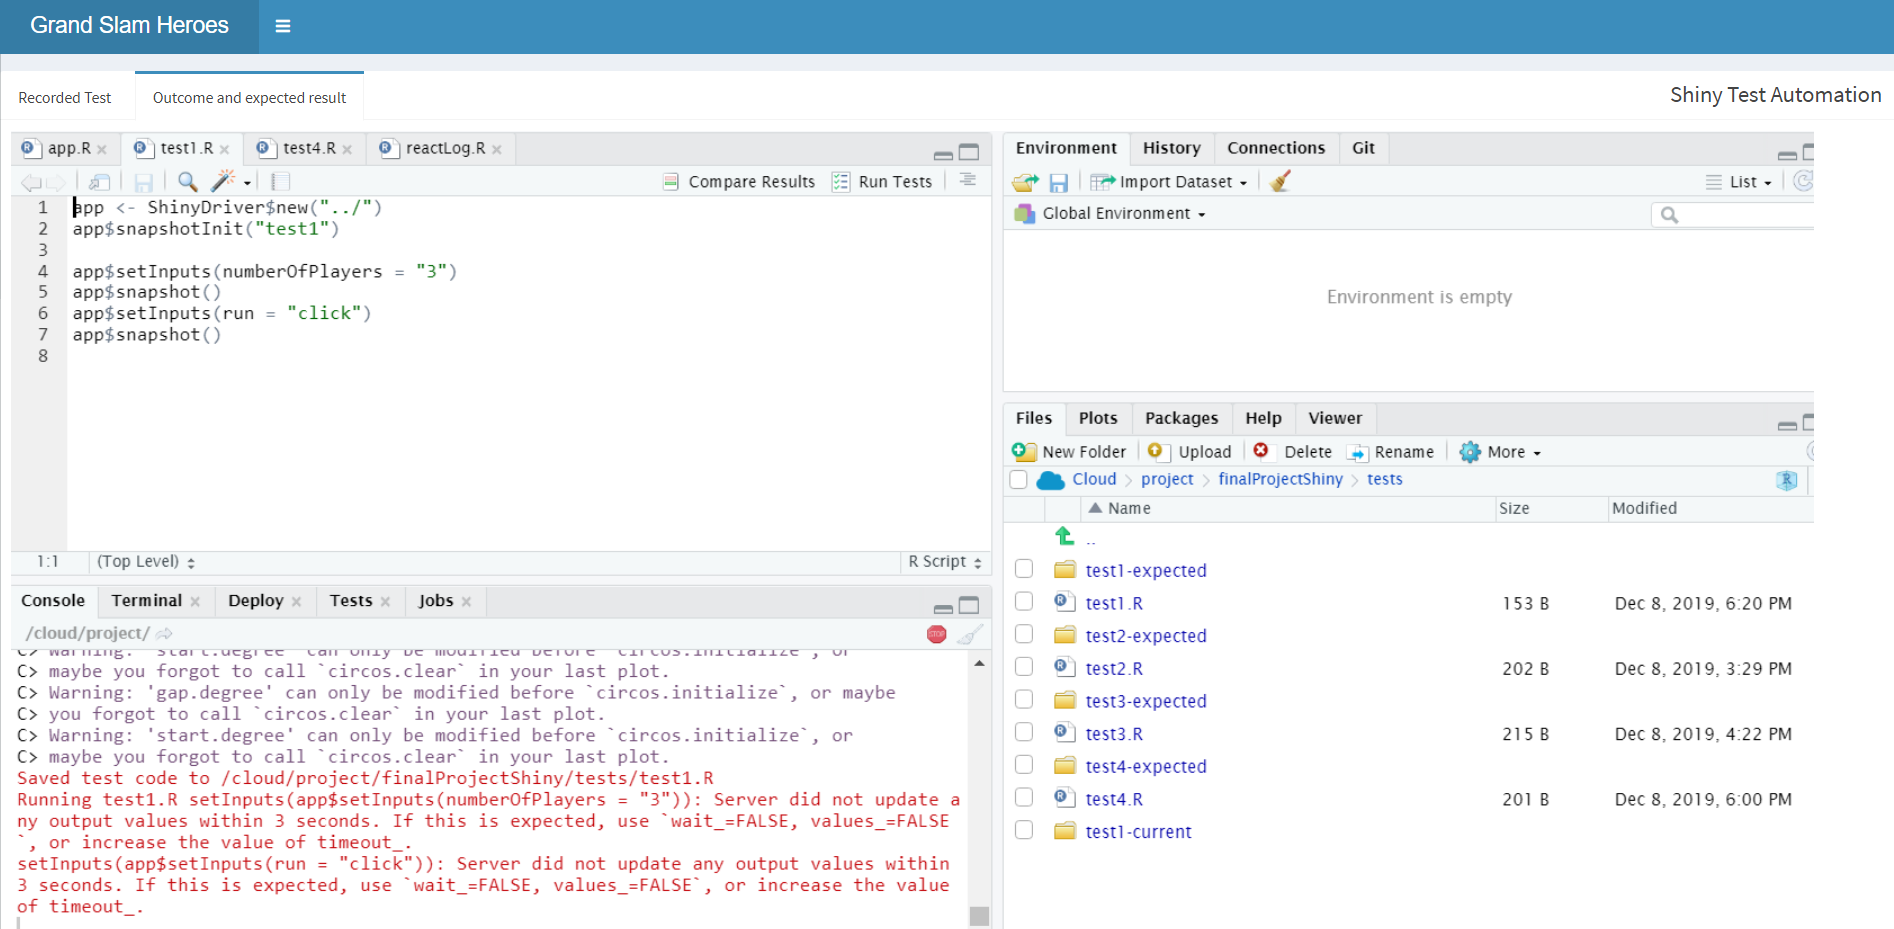 Grand Slam Heroes
Recorded Test
Outcome and expected result
Shiny Test Automation
app.R
test1.R
test4.R
reactLog.R
Compare Results
Run Tests
1 app <- ShinyDriver$new("../")
2 app$snapshotInit("test1")
3
4 app$setInputs(numberOfPlayers = "3")
5 app$snapshot()
6 app$setInputs(run = "click")
7 app$snapshot()
8
1:1 (Top Level) R Script
Console Terminal Deploy Tests Jobs
/cloud/project/
STOP
C> Warning: 'start.degree' can only be modified before `circos.initialize`, or
C> maybe you forgot to call `circos.clear` in your last plot.
C> Warning: 'gap.degree' can only be modified before `circos.initialize`, or maybe
C> you forgot to call `circos.clear` in your last plot.
C> Warning: 'start.degree' can only be modified before `circos.initialize`, or
C> maybe you forgot to call `circos.clear` in your last plot.
Saved test code to /cloud/project/finalProjectShiny/tests/test1.R
Running test1.R setInputs(app$setInputs(numberOfPlayers = "3")): Server did not update a
ny output values within 3 seconds. If this is expected, use `wait_=FALSE, values_=FALSE
`, or increase the value of timeout_.
setInputs(app$setInputs(run = "click")): Server did not update any output values within
3 seconds. If this is expected, use `wait_=FALSE, values_=FALSE`, or increase the value
of timeout_.
Environment History Connections Git
Import Dataset
List
Global Environment
Environment is empty
Files Plots Packages Help Viewer
New Folder Upload Delete Rename More
Cloud project finalProjectShiny tests
Name Size Modified
..
test1-expected
test1.R 153 B Dec 8, 2019, 6:20 PM
test2-expected
test2.R 202 B Dec 8, 2019, 3:29 PM
test3-expected
test3.R 215 B Dec 8, 2019, 4:22 PM
test4-expected
test4.R 201 B Dec 8, 2019, 6:00 PM
test1-current